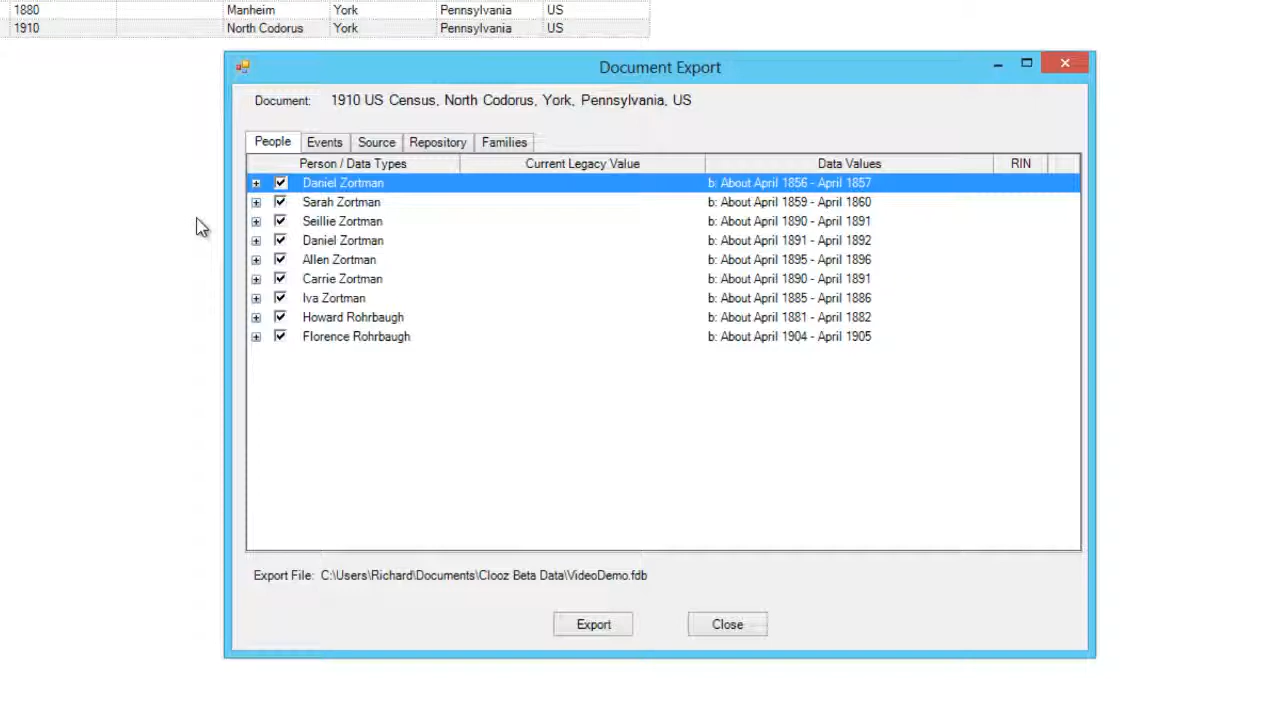 1880 Manheim York Pennsylvania US
1910 North Codorus York Pennsylvania US
Document Export
Document: 1910 US Census, North Codorus, York, Pennsylvania, US
People Events Source Repository Families
Person / Data Types Current Legacy Value Data Values RIN
Daniel Zortman b: About April 1856 - April 1857
Sarah Zortman b: About April 1859 - April 1860
Seillie Zortman b: About April 1890 - April 1891
Daniel Zortman b: About April 1891 - April 1892
Allen Zortman b: About April 1895 - April 1896
Carrie Zortman b: About April 1890 - April 1891
Iva Zortman b: About April 1885 - April 1886
Howard Rohrbaugh b: About April 1881 - April 1882
Florence Rohrbaugh b: About April 1904 - April 1905
Export File: C:\Users\Richard\Documents\Clooz Beta Data\VideoDemo.fdb
Export Close